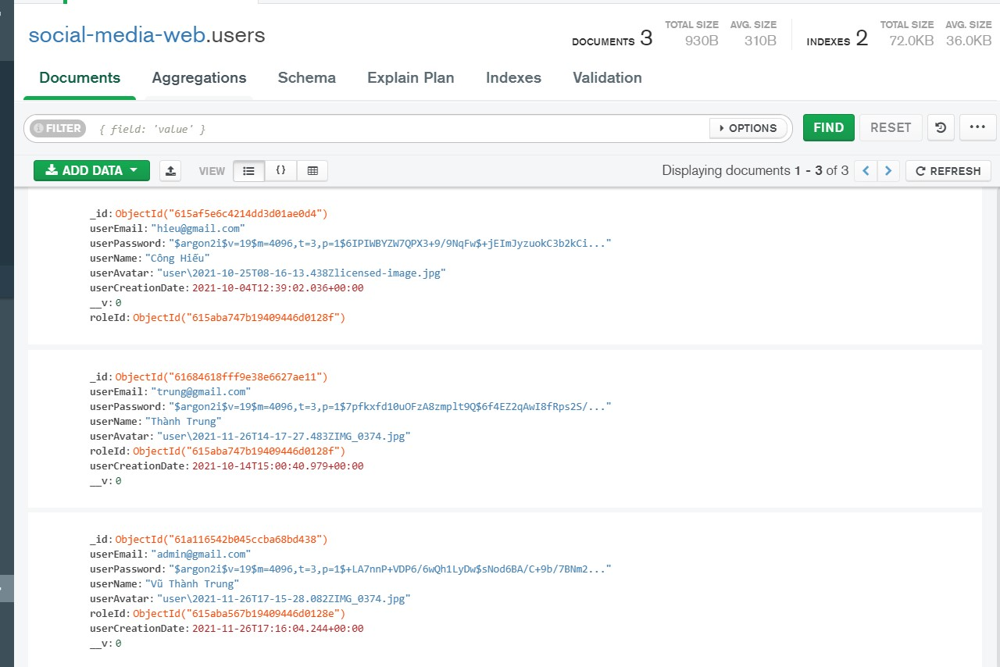 social-media-web.users
DOCUMENTS 3 TOTAL SIZE 930B AVG. SIZE 310B INDEXES 2 TOTAL SIZE 72.0KB AVG. SIZE 36.0KB
Documents Aggregations Schema Explain Plan Indexes Validation
FILTER { field: 'value' } OPTIONS FIND RESET ...
ADD DATA VIEW {} Displaying documents 1 - 3 of 3 < > REFRESH
_id: ObjectId("615af5e6c4214dd3d01ae0d4")
userEmail: "hieu@gmail.com"
userPassword: "$argon2i$v=19$m=4096,t=3,p=1$6IPIWBYZW7QPX3+9/9NqFw$+jEImJyzuokC3b2kCi..."
userName: "Công Hiếu"
userAvatar: "user\2021-10-25T08-16-13.438Zlicensed-image.jpg"
userCreationDate: 2021-10-04T12:39:02.036+00:00
__v: 0
roleId: ObjectId("615aba747b19409446d0128f")
_id: ObjectId("61684618fff9e38e6627ae11")
userEmail: "trung@gmail.com"
userPassword: "$argon2i$v=19$m=4096,t=3,p=1$7pfkxfd10uOFzA8zmplt9Q$6f4EZ2qAwI8fRps2S/..."
userName: "Thành Trung"
userAvatar: "user\2021-11-26T14-17-27.483ZIMG_0374.jpg"
roleId: ObjectId("615aba747b19409446d0128f")
userCreationDate: 2021-10-14T15:00:40.979+00:00
__v: 0
_id: ObjectId("61a116542b045ccba68bd438")
userEmail: "admin@gmail.com"
userPassword: "$argon2i$v=19$m=4096,t=3,p=1$+LA7nnP+VDP6/6wQh1LyDw$sNod6BA/C+9b/7BNm2..."
userName: "Vũ Thành Trung"
userAvatar: "user\2021-11-26T17-15-28.082ZIMG_0374.jpg"
roleId: ObjectId("615aba567b19409446d0128e")
userCreationDate: 2021-11-26T17:16:04.244+00:00
__v: 0